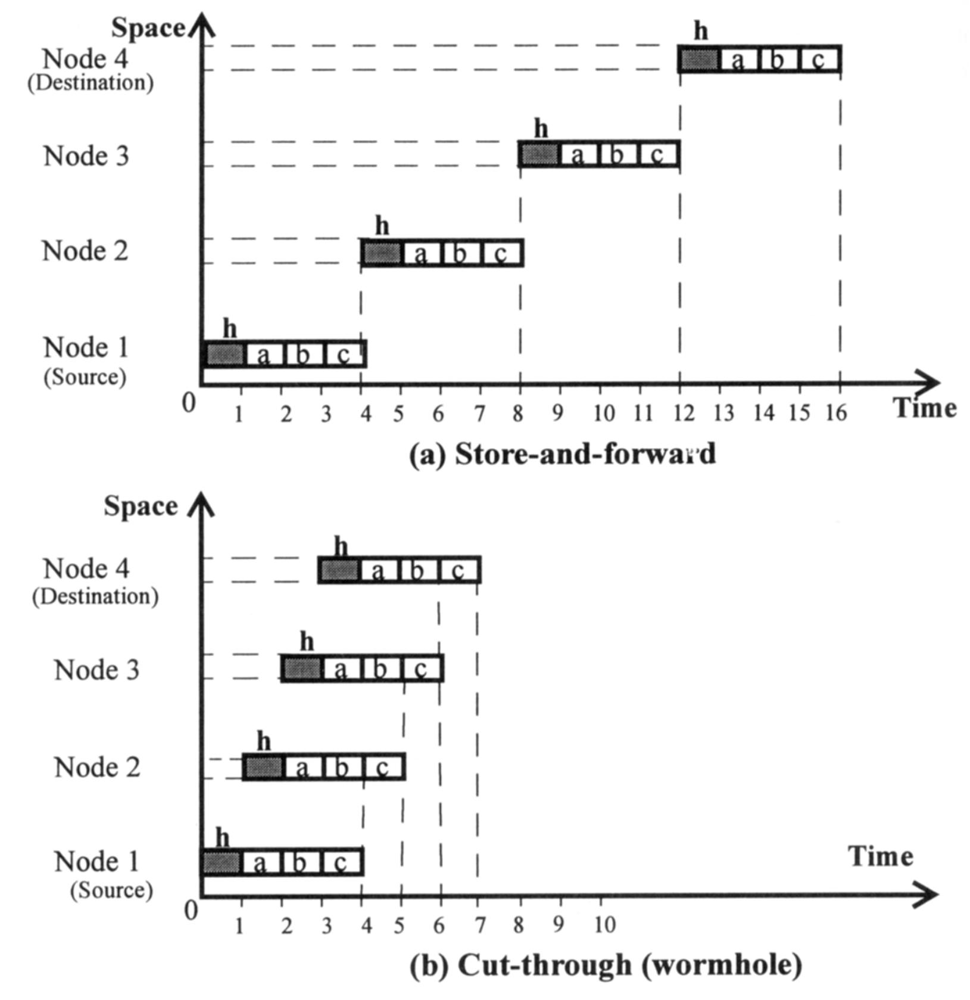 Space
h
Node 4
a b c
(Destination)
h
Node 3
a b c
h
Node 2
a b c
h
Node 1
a b c
(Source)
0
1 2 3 4 5 6 7 8 9 10 11 12 13 14 15 16
Time
(a) Store-and-forward
Space
h
Node 4
a b c
(Destination)
h
Node 3
a b c
h
Node 2
a b c
h
Node 1
a b c
Time
(Source)
0
1 2 3 4 5 6 7 8 9 10
(b) Cut-through (wormhole)